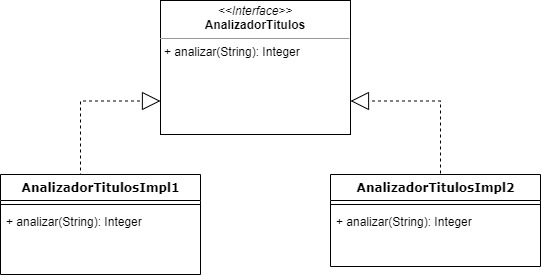 <<Interface>>
AnalizadorTitulos
+ analizar(String): Integer
AnalizadorTitulosImpl1
+ analizar(String): Integer
AnalizadorTitulosImpl2
+ analizar(String): Integer